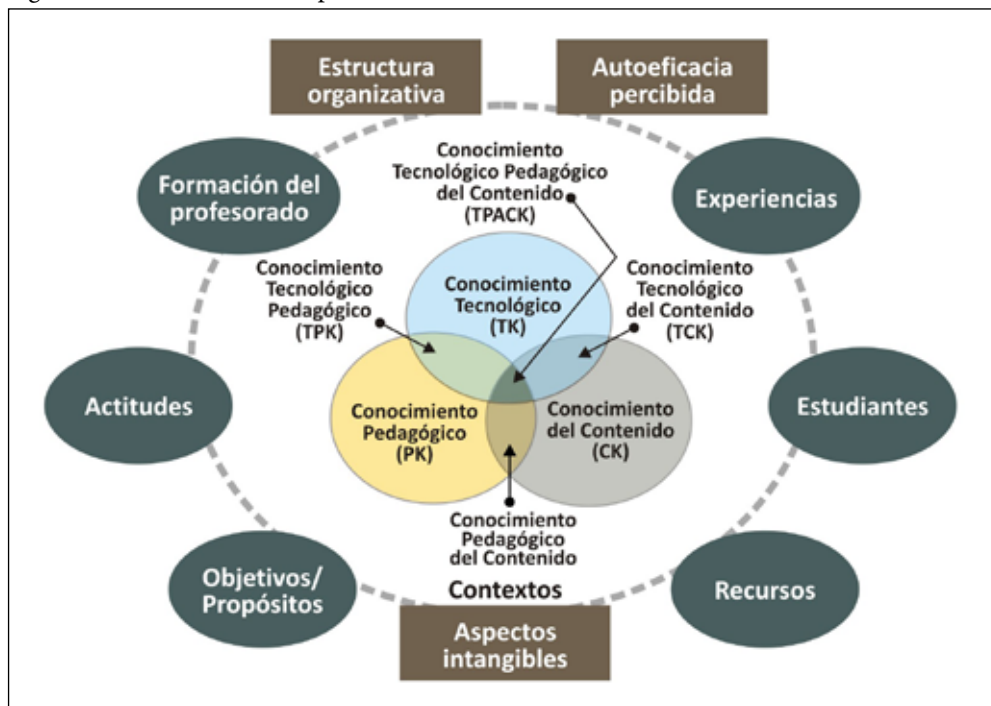 Estructura
organizativa
Autoeficacia
percibida
Formación del
profesorado
Conocimiento
Tecnológico Pedagógico
del Contenido
(TPACK)
Experiencias
Conocimiento
Tecnológico
Pedagógico
(TPK)
Conocimiento
Tecnológico
(TK)
Conocimiento
Tecnológico
del Contenido
(TCK)
Actitudes
Conocimiento
Pedagógico
(PK)
Conocimiento
del Contenido
(CK)
Estudiantes
Conocimiento
Pedagógico
del Contenido
Objetivos/
Propósitos
Contextos
Recursos
Aspectos
intangibles